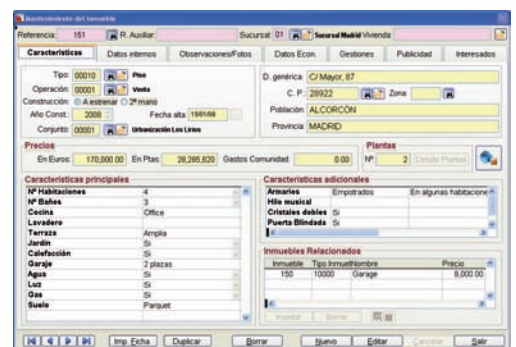 Mantenimiento del inmueble
Referencia: 151 R. Auxiliar: Sucursal: 01 Sucursal Madrid Vivienda:
Características Datos internos Observaciones/Fotos Datos Econ. Gestiones Publicidad Interesados
Tipo: 00010 Piso
Operación: 00001 Venta
Construcción: A estrenar 2ª mano
Año Const.: 2008 Fecha alta 15/01/08
Conjunto: 00001 Urbanización Los Lirios
D. genérica: C/ Mayor, 87
C. P.: 28922 Zona:
Población: ALCORCÓN
Provincia: MADRID
Precios
En Euros: 170,000.00 En Ptas: 28,285,620 Gastos Comunidad: 0.00
Plantas
Nº: 2 Detalle Plantas
Características principales
Nº Habitaciones 4
Nº Baños 3
Cocina Office
Lavadero
Terraza Amplia
Jardín Si
Calefacción Si
Garaje 2 plazas
Agua Si
Luz Si
Gas Si
Suelo Parquet
Características adicionales
Armarios Empotrados En algunas habitacione
Hilo musical
Cristales dobles Si
Puerta Blindada Si
Inmuebles Relacionados
Inmueble Tipo Inmuet Nombre Precio
150 10000 Garage 9,000.00
Insertar Borrar
Imp. Ficha Duplicar Borrar Nuevo Editar Cancelar Salir